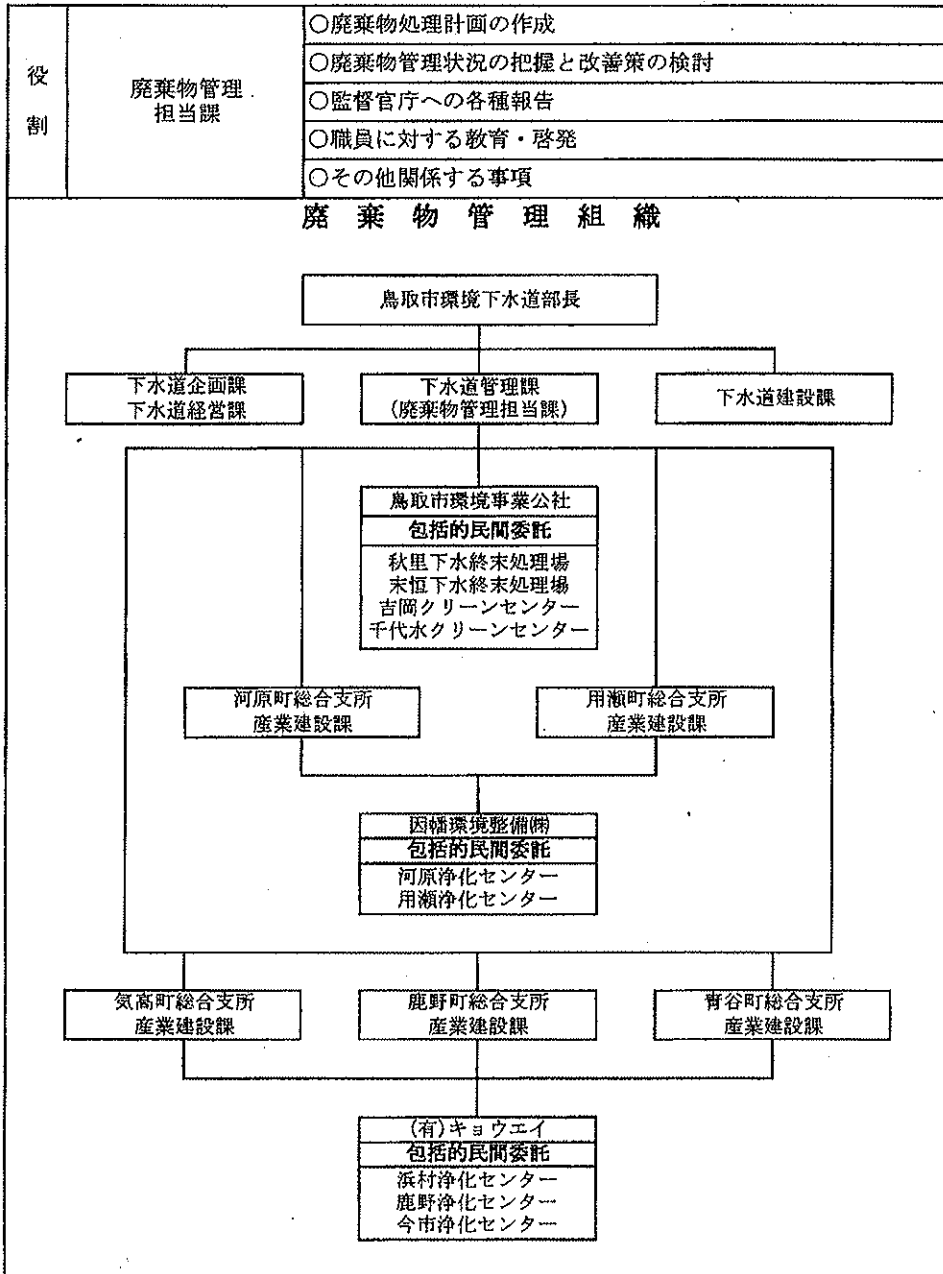 役割
廃棄物管理
担当課
○廃棄物処理計画の作成
○廃棄物管理状況の把握と改善策の検討
○監督官庁への各種報告
○職員に対する教育・啓発
○その他関係する事項
廃棄物管理組織
鳥取市環境下水道部長
下水道企画課
下水道経営課
下水道管理課
(廃棄物管理担当課)
下水道建設課
鳥取市環境事業公社
包括的民間委託
秋里下水終末処理場
末恒下水終末処理場
吉岡クリーンセンター
千代水クリーンセンター
河原町総合支所
産業建設課
用瀬町総合支所
産業建設課
因幡環境整備㈱
包括的民間委託
河原浄化センター
用瀬浄化センター
気高町総合支所
産業建設課
鹿野町総合支所
産業建設課
青谷町総合支所
産業建設課
(有)キョウエイ
包括的民間委託
浜村浄化センター
鹿野浄化センター
今市浄化センター